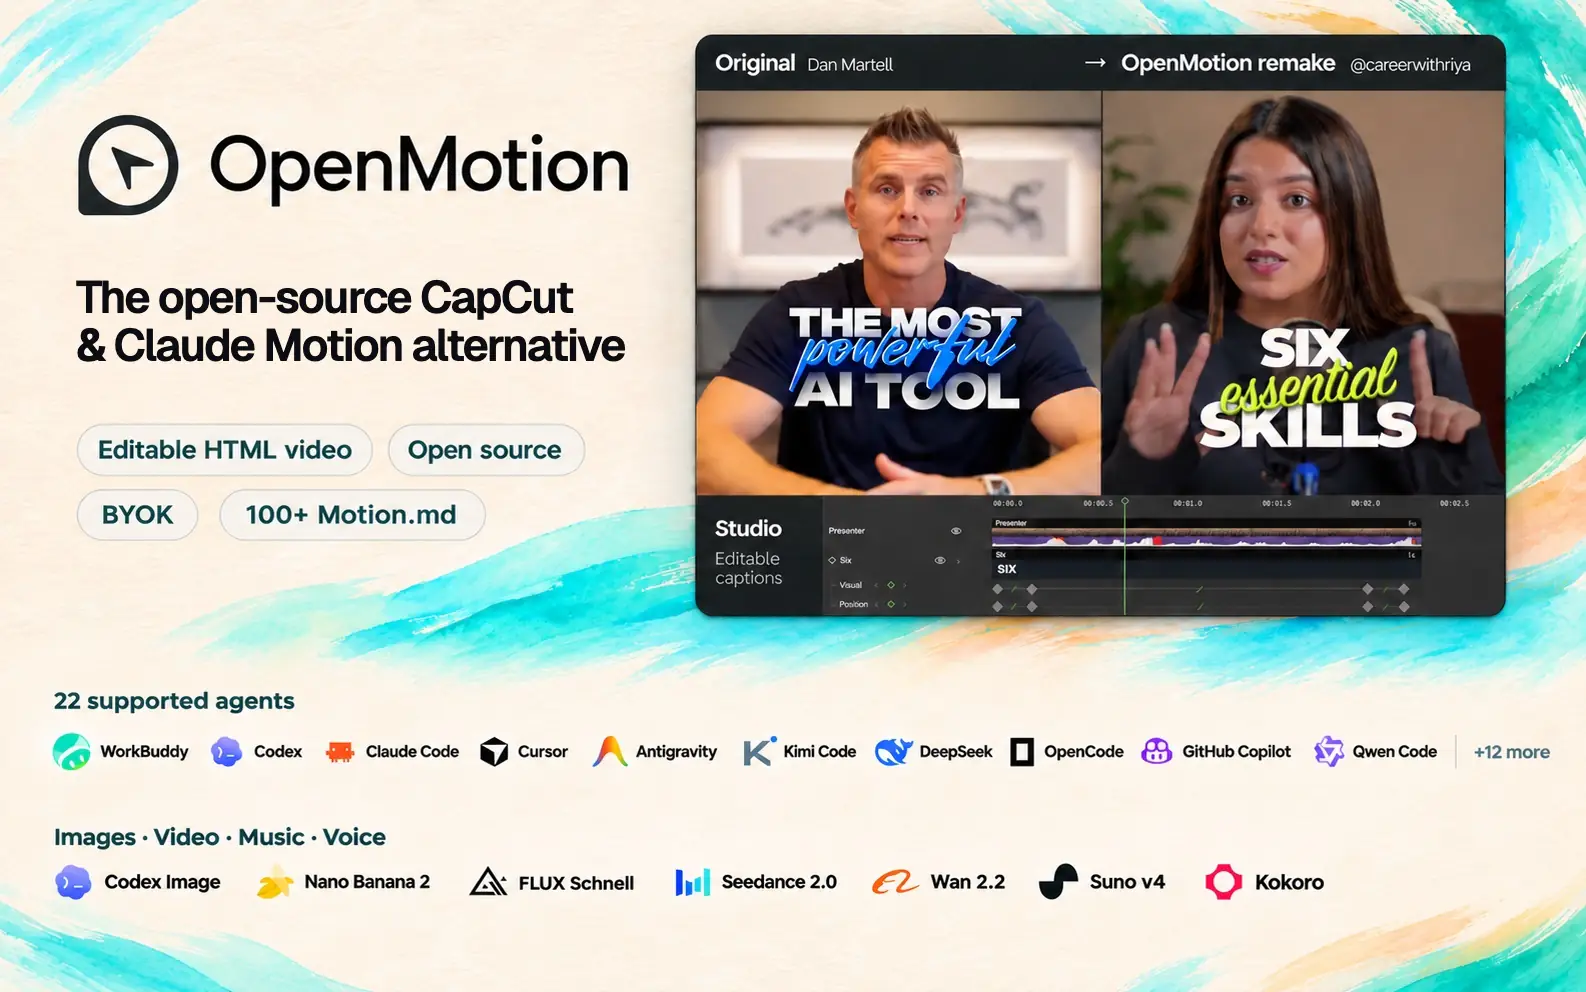 OpenMotion
The open-source CapCut
& Claude Motion alternative
Editable HTML video
Open source
BYOK
100+ Motion.md
Original Dan Martell
→ OpenMotion remake @careerwithriya
THE MOST
powerful
AI TOOL
SIX
essential
SKILLS
Studio
Editable
captions
00:00.0 00:00.5 00:01.0 00:01.5 00:02.0 00:02.5
Presenter
Presenter
Six
Six
1s
SIX
Visual
Position
22 supported agents
WorkBuddy
Codex
Claude Code
Cursor
Antigravity
Kimi Code
DeepSeek
OpenCode
GitHub Copilot
Qwen Code
+12 more
Images · Video · Music · Voice
Codex Image
Nano Banana 2
FLUX Schnell
Seedance 2.0
Wan 2.2
Suno v4
Kokoro